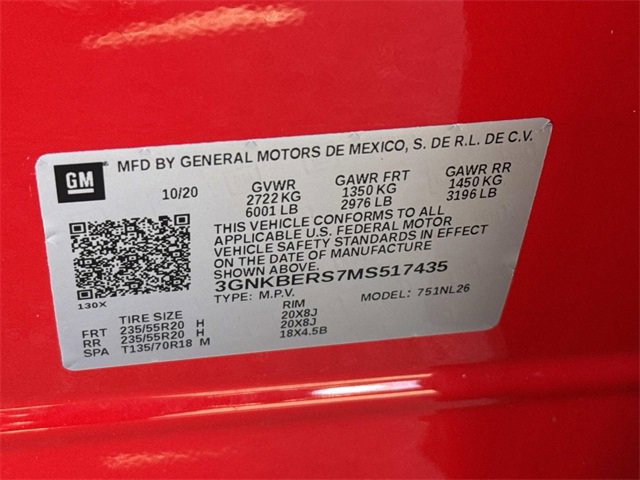 GM
MFD BY GENERAL MOTORS DE MEXICO, S. DE R.L. DE C.V.
10/20 GVWR GAWR FRT GAWR RR
2722 KG 1350 KG 1450 KG
6001 LB 2976 LB 3196 LB
THIS VEHICLE CONFORMS TO ALL
APPLICABLE U.S. FEDERAL MOTOR
VEHICLE SAFETY STANDARDS IN EFFECT
ON THE DATE OF MANUFACTURE
SHOWN ABOVE.
3GNKBERS7MS517435
TYPE: M.P.V. MODEL: 751NL26
130X
TIRE SIZE RIM
FRT 235/55R20 H 20X8J
RR 235/55R20 H 20X8J
SPA T135/70R18 M 18X4.5B